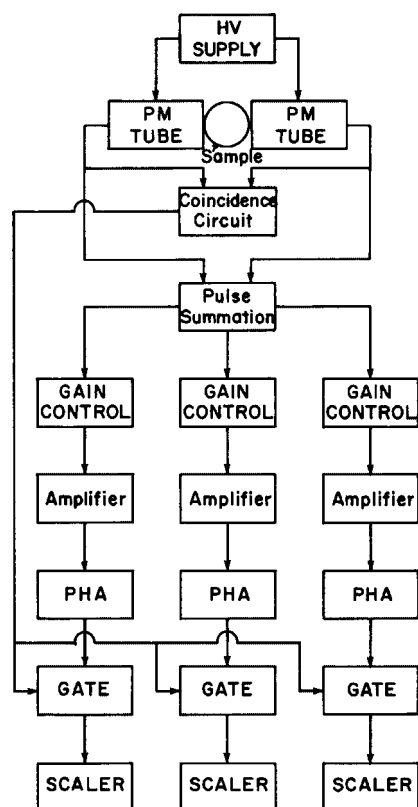 HV
SUPPLY
PM
TUBE
PM
TUBE
Sample
Coincidence
Circuit
Pulse
Summation
GAIN
CONTROL
GAIN
CONTROL
GAIN
CONTROL
Amplifier
Amplifier
Amplifier
PHA
PHA
PHA
GATE
GATE
GATE
SCALER
SCALER
SCALER